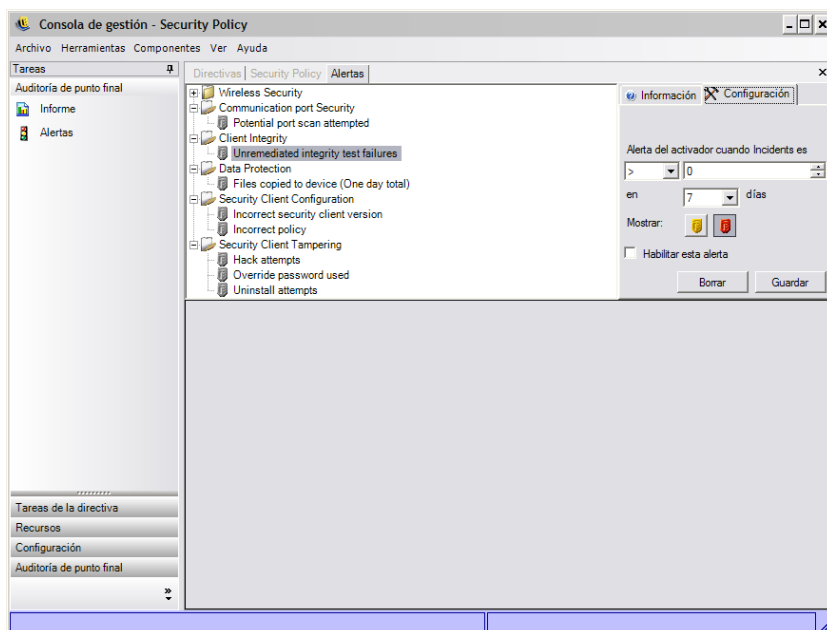 Consola de gestión - Security Policy
Archivo Herramientas Componentes Ver Ayuda
Tareas
Auditoría de punto final
Informe
Alertas
Tareas de la directiva
Recursos
Configuración
Auditoría de punto final
Directivas Security Policy Alertas
Wireless Security
Communication port Security
Potential port scan attempted
Client Integrity
Unremediated integrity test failures
Data Protection
Files copied to device (One day total)
Security Client Configuration
Incorrect security client version
Incorrect policy
Security Client Tampering
Hack attempts
Override password used
Uninstall attempts
Información Configuración
Alerta del activador cuando Incidents es
> 0
en 7 días
Mostrar:
Habilitar esta alerta
Borrar Guardar